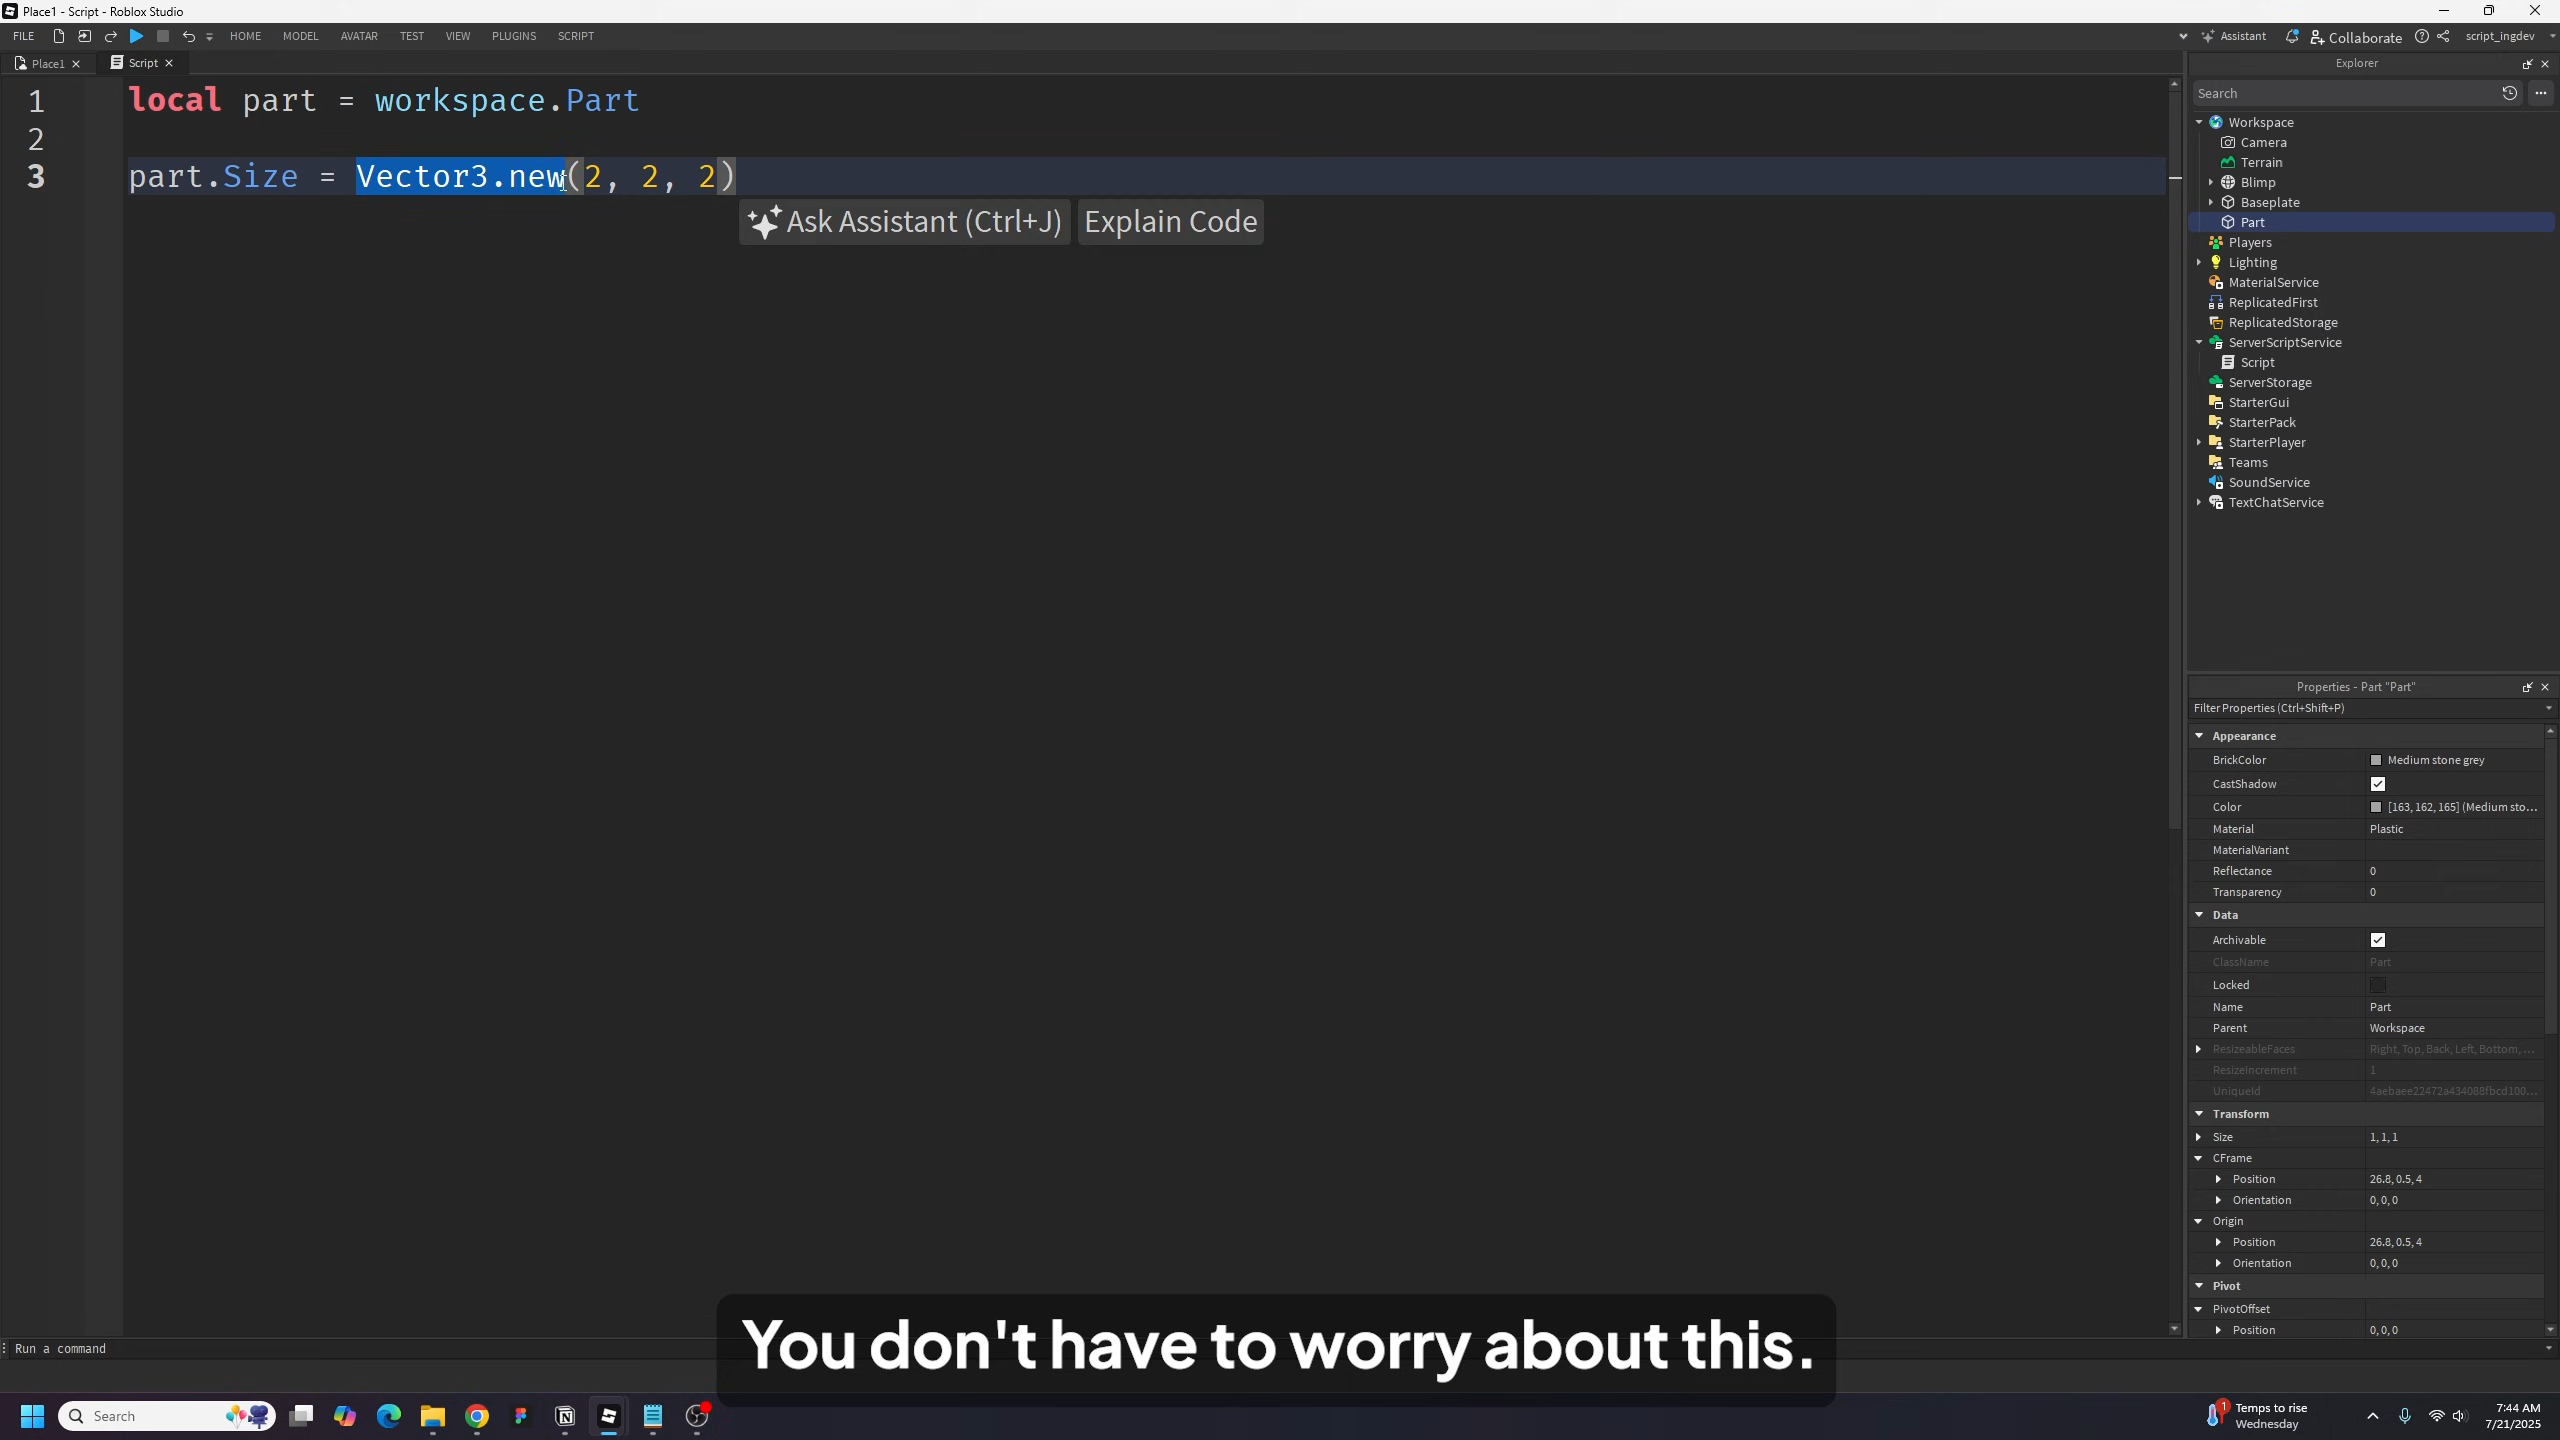 Place1 - Script - Roblox Studio
FILE HOME MODEL AVATAR TEST VIEW PLUGINS SCRIPT Assistant Collaborate script_ingdev
Place1 Script
1 local part = workspace.Part
2
3 part.Size = Vector3.new(2, 2, 2)
Ask Assistant (Ctrl+J) Explain Code
Explorer
Search
Workspace
Camera
Terrain
Blimp
Baseplate
Part
Players
Lighting
MaterialService
ReplicatedFirst
ReplicatedStorage
ServerScriptService
Script
ServerStorage
StarterGui
StarterPack
StarterPlayer
Teams
SoundService
TextChatService
Properties - Part "Part"
Filter Properties (Ctrl+Shift+P)
Appearance
BrickColor Medium stone grey
CastShadow
Color [163, 162, 165] (Medium sto...
Material Plastic
MaterialVariant
Reflectance 0
Transparency 0
Data
Archivable
ClassName Part
Locked
Name Part
Parent Workspace
ResizeableFaces Right, Top, Back, Left, Bottom, ...
ResizeIncrement 1
UniqueId 4aebaee22472a434088fbcd100...
Transform
Size 1, 1, 1
CFrame
Position 26.8, 0.5, 4
Orientation 0, 0, 0
Origin
Position 26.8, 0.5, 4
Orientation 0, 0, 0
Pivot
PivotOffset
Position 0, 0, 0
Run a command
You don't have to worry about this.
Search
1 Temps to rise
Wednesday
7:44 AM
7/21/2025